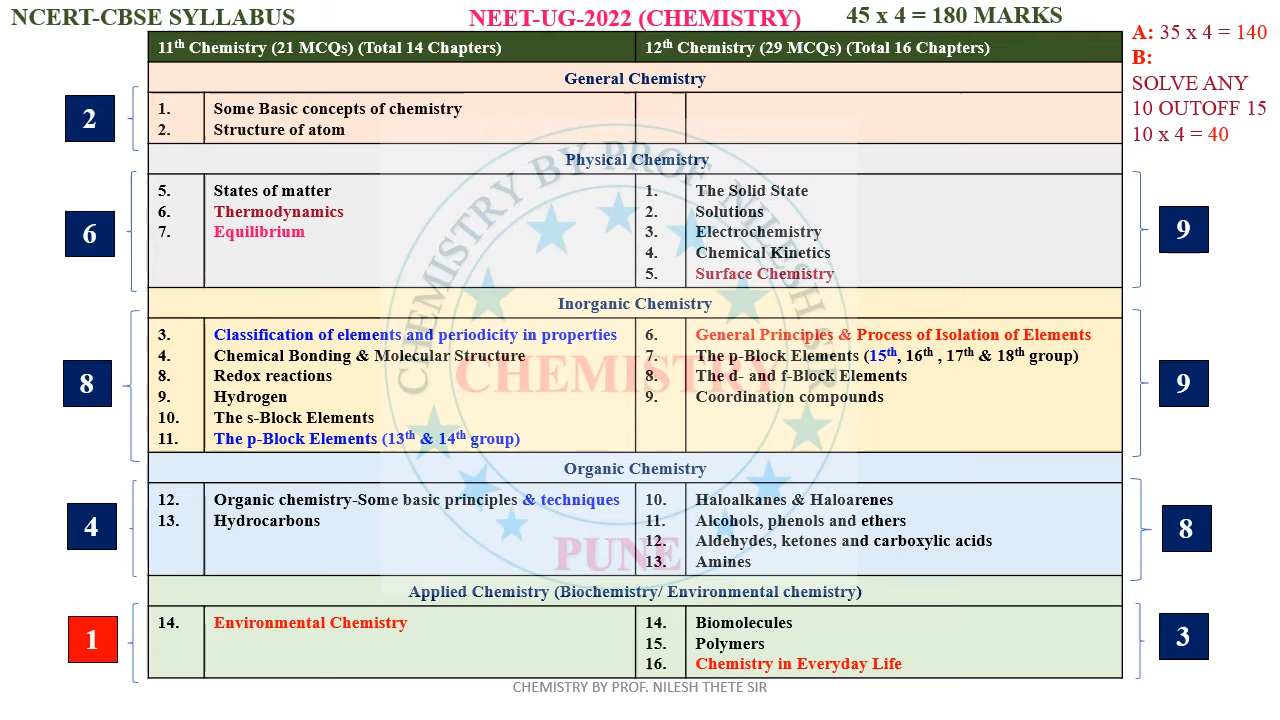 NCERT-CBSE SYLLABUS
NEET-UG-2022 (CHEMISTRY)
45 x 4 = 180 MARKS
A: 35 x 4 = 140
B:
SOLVE ANY
10 OUTOFF 15
10 x 4 = 40
11th Chemistry (21 MCQs) (Total 14 Chapters)
12th Chemistry (29 MCQs) (Total 16 Chapters)
General Chemistry
2
1. Some Basic concepts of chemistry
2. Structure of atom
Physical Chemistry
6
5. States of matter
6. Thermodynamics
7. Equilibrium
1. The Solid State
2. Solutions
3. Electrochemistry
4. Chemical Kinetics
5. Surface Chemistry
9
Inorganic Chemistry
8
3. Classification of elements and periodicity in properties
4. Chemical Bonding & Molecular Structure
8. Redox reactions
9. Hydrogen
10. The s-Block Elements
11. The p-Block Elements (13th & 14th group)
6. General Principles & Process of Isolation of Elements
7. The p-Block Elements (15th, 16th , 17th & 18th group)
8. The d- and f-Block Elements
9. Coordination compounds
9
Organic Chemistry
4
12. Organic chemistry-Some basic principles & techniques
13. Hydrocarbons
10. Haloalkanes & Haloarenes
11. Alcohols, phenols and ethers
12. Aldehydes, ketones and carboxylic acids
13. Amines
8
Applied Chemistry (Biochemistry/ Environmental chemistry)
1
14. Environmental Chemistry
14. Biomolecules
15. Polymers
16. Chemistry in Everyday Life
3
CHEMISTRY BY PROF. NILESH THETE SIR
CHEMISTRY BY PROF. NILESH SIR
CHEMISTRY
PUNE